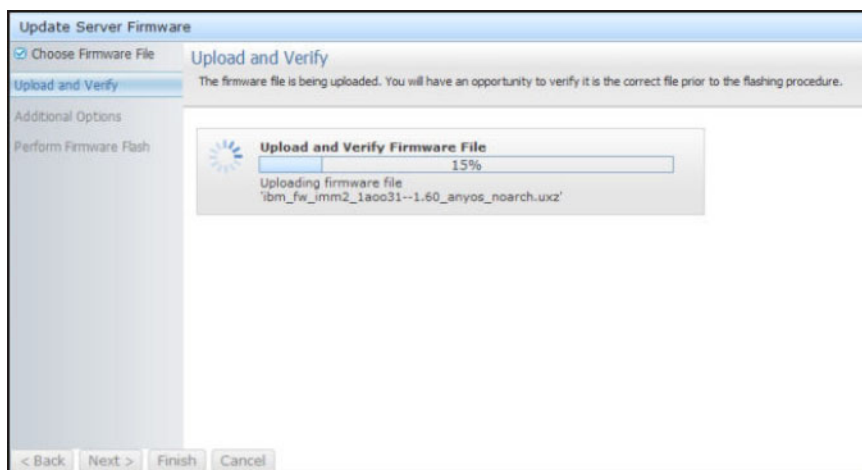 Update Server Firmware
Choose Firmware File
Upload and Verify
Additional Options
Perform Firmware Flash
Upload and Verify
The firmware file is being uploaded. You will have an opportunity to verify it is the correct file prior to the flashing procedure.
Upload and Verify Firmware File
15%
Uploading firmware file
'ibm_fw_imm2_1aoo31--1.60_anyos_noarch.uxz'
< Back Next > Finish Cancel